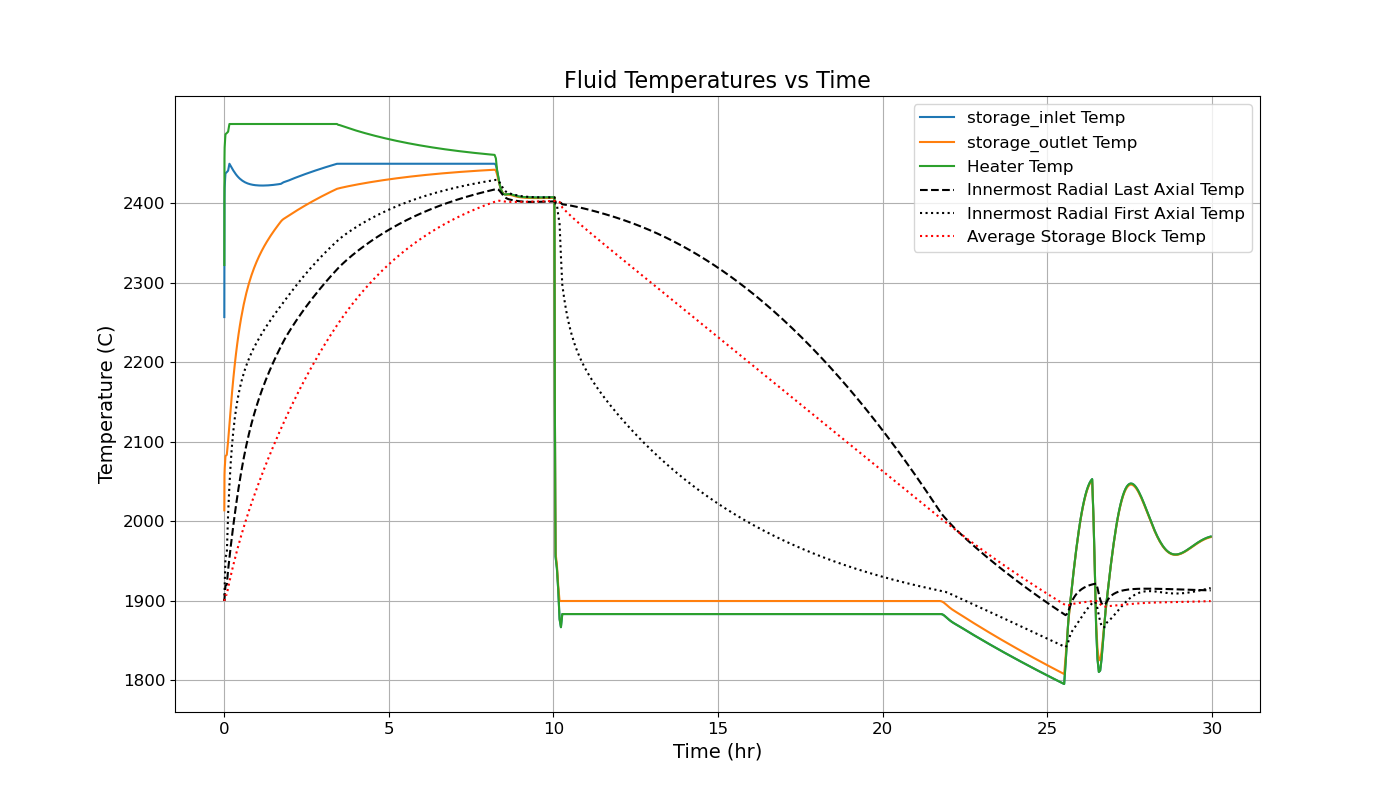 Fluid Temperatures vs Time
storage_inlet Temp
storage_outlet Temp
Heater Temp
Innermost Radial Last Axial Temp
Innermost Radial First Axial Temp
Average Storage Block Temp
Temperature (C)
2400
2300
2200
2100
2000
1900
1800
0 5 10 15 20 25 30
Time (hr)